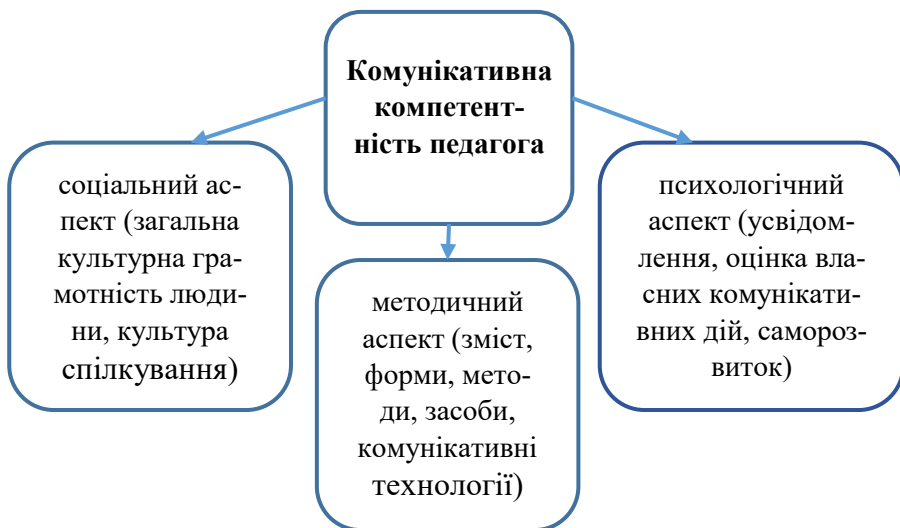 Комунікативна
компетент-
ність педагога
соціальний ас-
пект (загальна
культурна гра-
мотність люди-
ни, культура
спілкування)
методичний
аспект (зміст,
форми, мето-
ди, засоби,
комунікативні
технології)
психологічний
аспект (усвідом-
лення, оцінка вла-
сних комунікати-
вних дій, самороз-
виток)